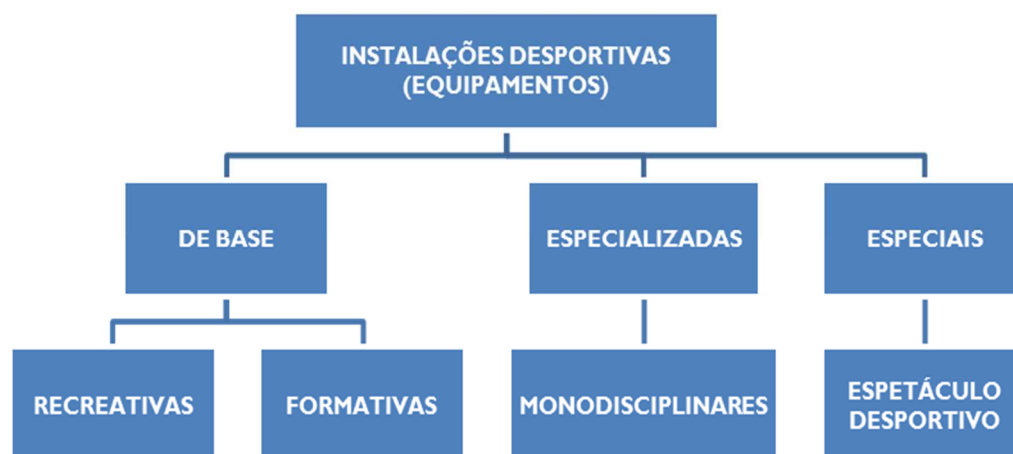 INSTALAÇÕES DESPORTIVAS
(EQUIPAMENTOS)
DE BASE
ESPECIALIZADAS
ESPECIAIS
RECREATIVAS
FORMATIVAS
MONODISCIPLINARES
ESPETÁCULO
DESPORTIVO